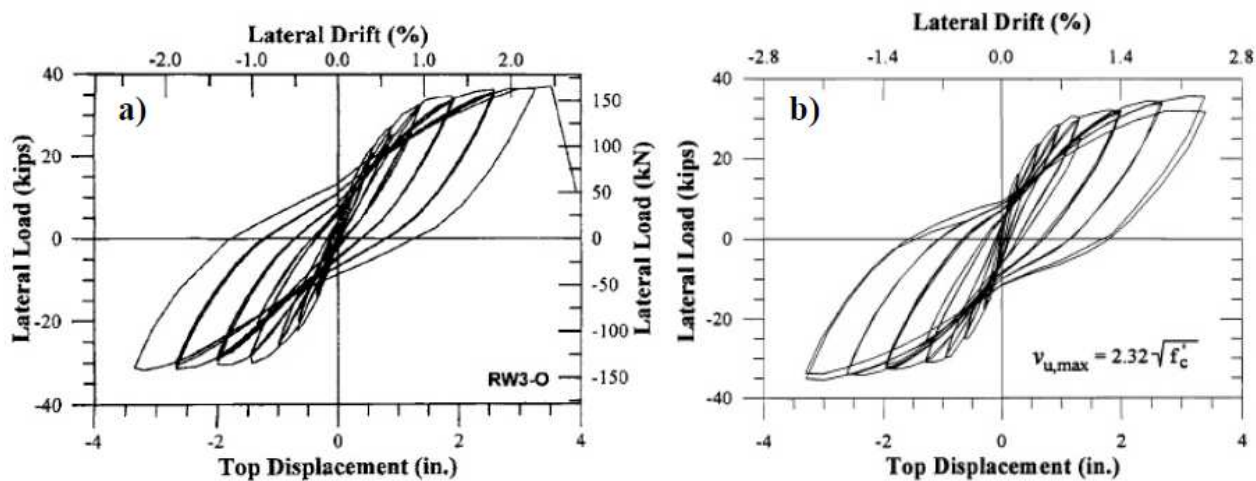 Lateral Drift (%)
-2.0 -1.0 0.0 1.0 2.0
40
20
0
-20
-40
Lateral Load (kips)
a)
150
100
50
0
-50
-100
-150
Lateral Load (kN)
RW3-O
-4 -2 0 2 4
Top Displacement (in.)
Lateral Drift (%)
-2.8 -1.4 0.0 1.4 2.8
40
20
0
-20
-40
Lateral Load (kips)
b)
v u,max = 2.32 √f'c
-4 -2 0 2 4
Top Displacement (in.)